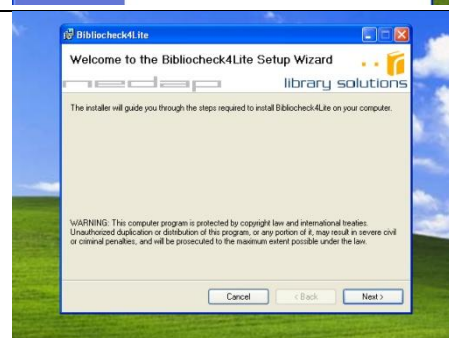 Bibliocheck4Lite
Welcome to the Bibliocheck4Lite Setup Wizard
nedap
library solutions
The installer will guide you through the steps required to install Bibliocheck4Lite on your computer.
WARNING: This computer program is protected by copyright law and international treaties.
Unauthorized duplication or distribution of this program, or any portion of it, may result in severe civil
or criminal penalties, and will be prosecuted to the maximum extent possible under the law.
Cancel
< Back
Next >